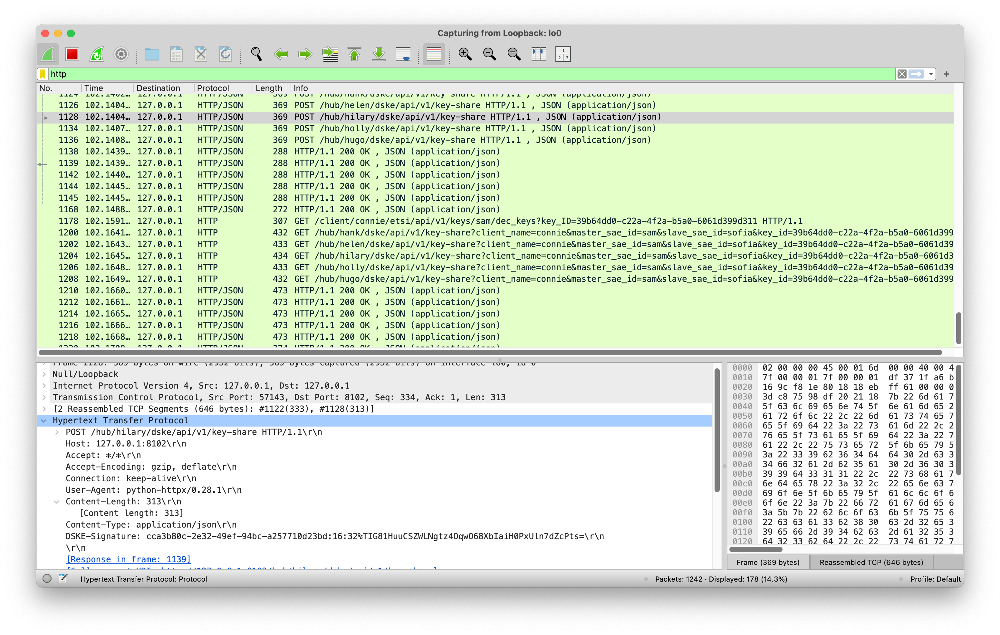 Capturing from Loopback: lo0
http
No. Time Destination Protocol Length Info
1124 102.1402… 127.0.0.1 HTTP/JSON 369 POST /hub/hank/dske/api/v1/key-share HTTP/1.1 , JSON (application/json)
1126 102.1404… 127.0.0.1 HTTP/JSON 369 POST /hub/helen/dske/api/v1/key-share HTTP/1.1 , JSON (application/json)
1128 102.1404… 127.0.0.1 HTTP/JSON 369 POST /hub/hilary/dske/api/v1/key-share HTTP/1.1 , JSON (application/json)
1134 102.1407… 127.0.0.1 HTTP/JSON 369 POST /hub/holly/dske/api/v1/key-share HTTP/1.1 , JSON (application/json)
1136 102.1408… 127.0.0.1 HTTP/JSON 369 POST /hub/hugo/dske/api/v1/key-share HTTP/1.1 , JSON (application/json)
1138 102.1439… 127.0.0.1 HTTP/JSON 288 HTTP/1.1 200 OK , JSON (application/json)
1139 102.1439… 127.0.0.1 HTTP/JSON 288 HTTP/1.1 200 OK , JSON (application/json)
1142 102.1440… 127.0.0.1 HTTP/JSON 288 HTTP/1.1 200 OK , JSON (application/json)
1144 102.1445… 127.0.0.1 HTTP/JSON 288 HTTP/1.1 200 OK , JSON (application/json)
1145 102.1445… 127.0.0.1 HTTP/JSON 288 HTTP/1.1 200 OK , JSON (application/json)
1168 102.1488… 127.0.0.1 HTTP/JSON 272 HTTP/1.1 200 OK , JSON (application/json)
1178 102.1591… 127.0.0.1 HTTP 307 GET /client/connie/etsi/api/v1/keys/sam/dec_keys?key_ID=39b64dd0-c22a-4f2a-b5a0-6061d399d311 HTTP/1.1
1200 102.1641… 127.0.0.1 HTTP 432 GET /hub/hank/dske/api/v1/key-share?client_name=connie&master_sae_id=sam&slave_sae_id=sofia&key_id=39b64dd0-c22a-4f2a-b5a0-6061d399
1202 102.1643… 127.0.0.1 HTTP 433 GET /hub/helen/dske/api/v1/key-share?client_name=connie&master_sae_id=sam&slave_sae_id=sofia&key_id=39b64dd0-c22a-4f2a-b5a0-6061d39
1204 102.1645… 127.0.0.1 HTTP 434 GET /hub/hilary/dske/api/v1/key-share?client_name=connie&master_sae_id=sam&slave_sae_id=sofia&key_id=39b64dd0-c22a-4f2a-b5a0-6061d3
1206 102.1648… 127.0.0.1 HTTP 433 GET /hub/holly/dske/api/v1/key-share?client_name=connie&master_sae_id=sam&slave_sae_id=sofia&key_id=39b64dd0-c22a-4f2a-b5a0-6061d39
1208 102.1649… 127.0.0.1 HTTP 432 GET /hub/hugo/dske/api/v1/key-share?client_name=connie&master_sae_id=sam&slave_sae_id=sofia&key_id=39b64dd0-c22a-4f2a-b5a0-6061d399
1210 102.1660… 127.0.0.1 HTTP/JSON 473 HTTP/1.1 200 OK , JSON (application/json)
1212 102.1661… 127.0.0.1 HTTP/JSON 473 HTTP/1.1 200 OK , JSON (application/json)
1214 102.1665… 127.0.0.1 HTTP/JSON 473 HTTP/1.1 200 OK , JSON (application/json)
1216 102.1666… 127.0.0.1 HTTP/JSON 473 HTTP/1.1 200 OK , JSON (application/json)
1218 102.1668… 127.0.0.1 HTTP/JSON 473 HTTP/1.1 200 OK , JSON (application/json)
127.0.0.1 HTTP/JSON HTTP/1.1 200 OK , JSON (application/json)
Frame 1128: 369 bytes on wire (2952 bits), 369 bytes captured (2952 bits) on interface lo0, id 0
Null/Loopback
Internet Protocol Version 4, Src: 127.0.0.1, Dst: 127.0.0.1
Transmission Control Protocol, Src Port: 57143, Dst Port: 8102, Seq: 334, Ack: 1, Len: 313
[2 Reassembled TCP Segments (646 bytes): #1122(333), #1128(313)]
Hypertext Transfer Protocol
POST /hub/hilary/dske/api/v1/key-share HTTP/1.1\r\n
Host: 127.0.0.1:8102\r\n
Accept: */*\r\n
Accept-Encoding: gzip, deflate\r\n
Connection: keep-alive\r\n
User-Agent: python-httpx/0.28.1\r\n
Content-Length: 313\r\n
[Content length: 313]
Content-Type: application/json\r\n
DSKE-Signature: cca3b80c-2e32-49ef-94bc-a257710d23bd:16:32%TIG81HuuCSZWLNgtz4OqwO68XbIaiH0PxUln7dZcPts=\r\n
\r\n
[Response in frame: 1139]
[Full request URI: http://127.0.0.1:8102/hub/hilary/dske/api/v1/key-share]
0000 02 00 00 00 45 00 01 6d 00 00 40 00 4
0010 7f 00 00 01 7f 00 00 01 df 37 1f a6 b
0020 16 9c f8 1e 80 18 18 eb ff 61 00 00 0
0030 3d c8 75 98 df 20 21 18 7b 22 6d 61 7
0040 5f 63 6c 69 65 6e 74 5f 6e 61 6d 65 2
0050 61 72 6f 6c 22 2c 22 6d 61 73 74 65 7
0060 65 5f 69 64 22 3a 22 73 61 6d 22 2c 2
0070 76 65 5f 73 61 65 5f 69 64 22 3a 22 7
0080 61 22 2c 22 75 73 65 72 5f 6b 65 79 5
0090 3a 22 33 39 62 36 34 64 64 30 2d 63 3
00a0 34 66 32 61 2d 62 35 61 30 2d 36 30 3
00b0 39 39 64 33 31 31 22 2c 22 73 68 61 7
00c0 6e 64 65 78 22 3a 32 2c 22 65 6e 63 7
00d0 69 6f 6e 5f 6b 65 79 5f 61 6c 6c 6f 6
00e0 6f 6e 22 3a 7b 22 66 72 61 67 6d 65 6
00f0 3a 5b 7b 22 62 6c 6f 63 6b 5f 75 75 6
0100 22 63 63 61 33 62 38 30 63 2d 32 65 3
0110 39 65 66 2d 39 34 62 63 2d 61 32 35 3
0120 64 32 33 62 64 22 2c 22 73 74 61 72 7
Frame (369 bytes) Reassembled TCP (646 bytes)
Hypertext Transfer Protocol: Protocol Packets: 1242 · Displayed: 178 (14.3%) Profile: Default